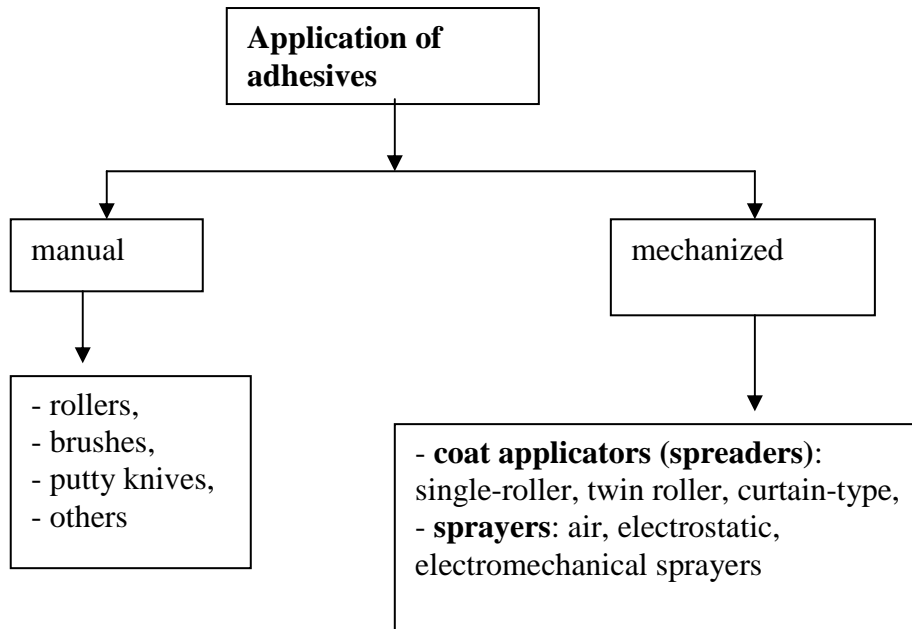 Application of
adhesives
manual
mechanized
- rollers,
- brushes,
- putty knives,
- others
- coat applicators (spreaders):
single-roller, twin roller, curtain-type,
- sprayers: air, electrostatic,
electromechanical sprayers